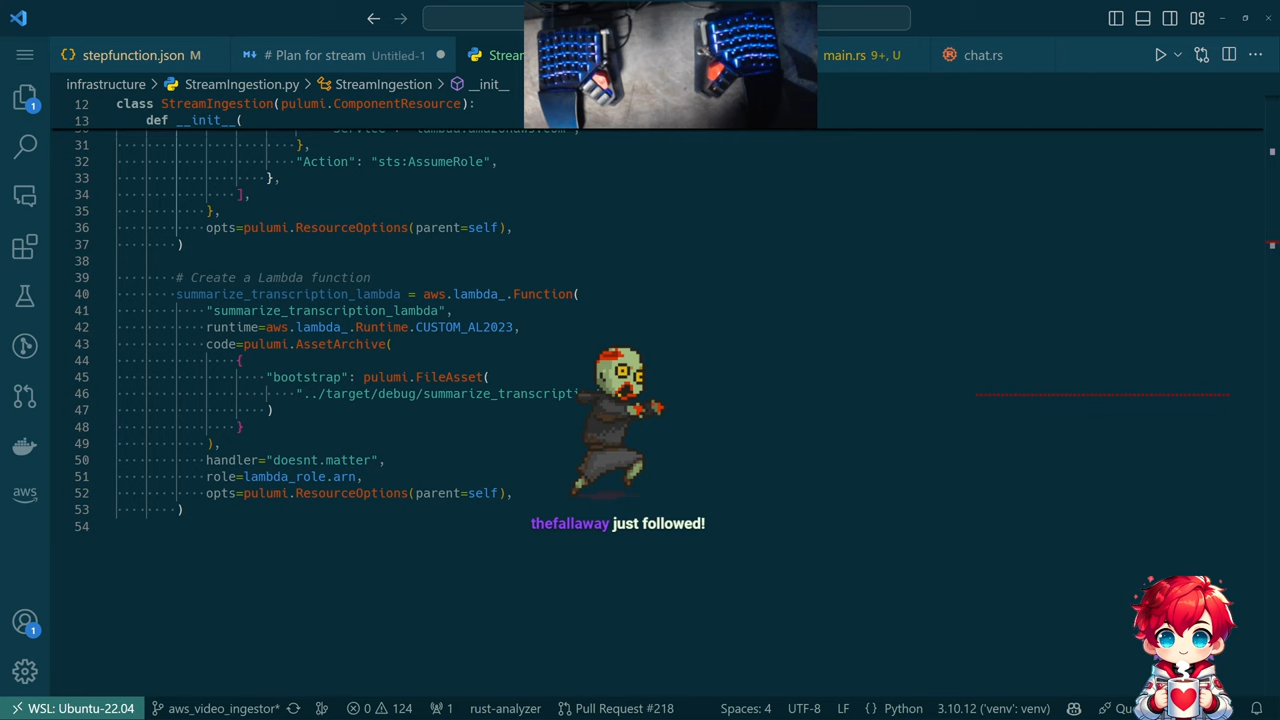 stepfunction.json M
# Plan for stream Untitled-1
Strea
main.rs 9+, U
chat.rs
infrastructure > StreamIngestion.py > StreamIngestion > __init__
12 class StreamIngestion(pulumi.ComponentResource):
13 def __init__(
31 },
32 "Action": "sts:AssumeRole",
33 },
34 ],
35 },
36 opts=pulumi.ResourceOptions(parent=self),
37 )
38
39 # Create a Lambda function
40 summarize_transcription_lambda = aws.lambda_.Function(
41 "summarize_transcription_lambda",
42 runtime=aws.lambda_.Runtime.CUSTOM_AL2023,
43 code=pulumi.AssetArchive(
44 {
45 "bootstrap": pulumi.FileAsset(
46 "../target/debug/summarize_transcripti
47 )
48 }
49 ),
50 handler="doesnt.matter",
51 role=lambda_role.arn,
52 opts=pulumi.ResourceOptions(parent=self),
53 )
54
thefallaway just followed!
1
aws
1
WSL: Ubuntu-22.04 aws_video_ingestor* 0 124 1 rust-analyzer Pull Request #218 Spaces: 4 UTF-8 LF {} Python 3.10.12 ('venv': venv)